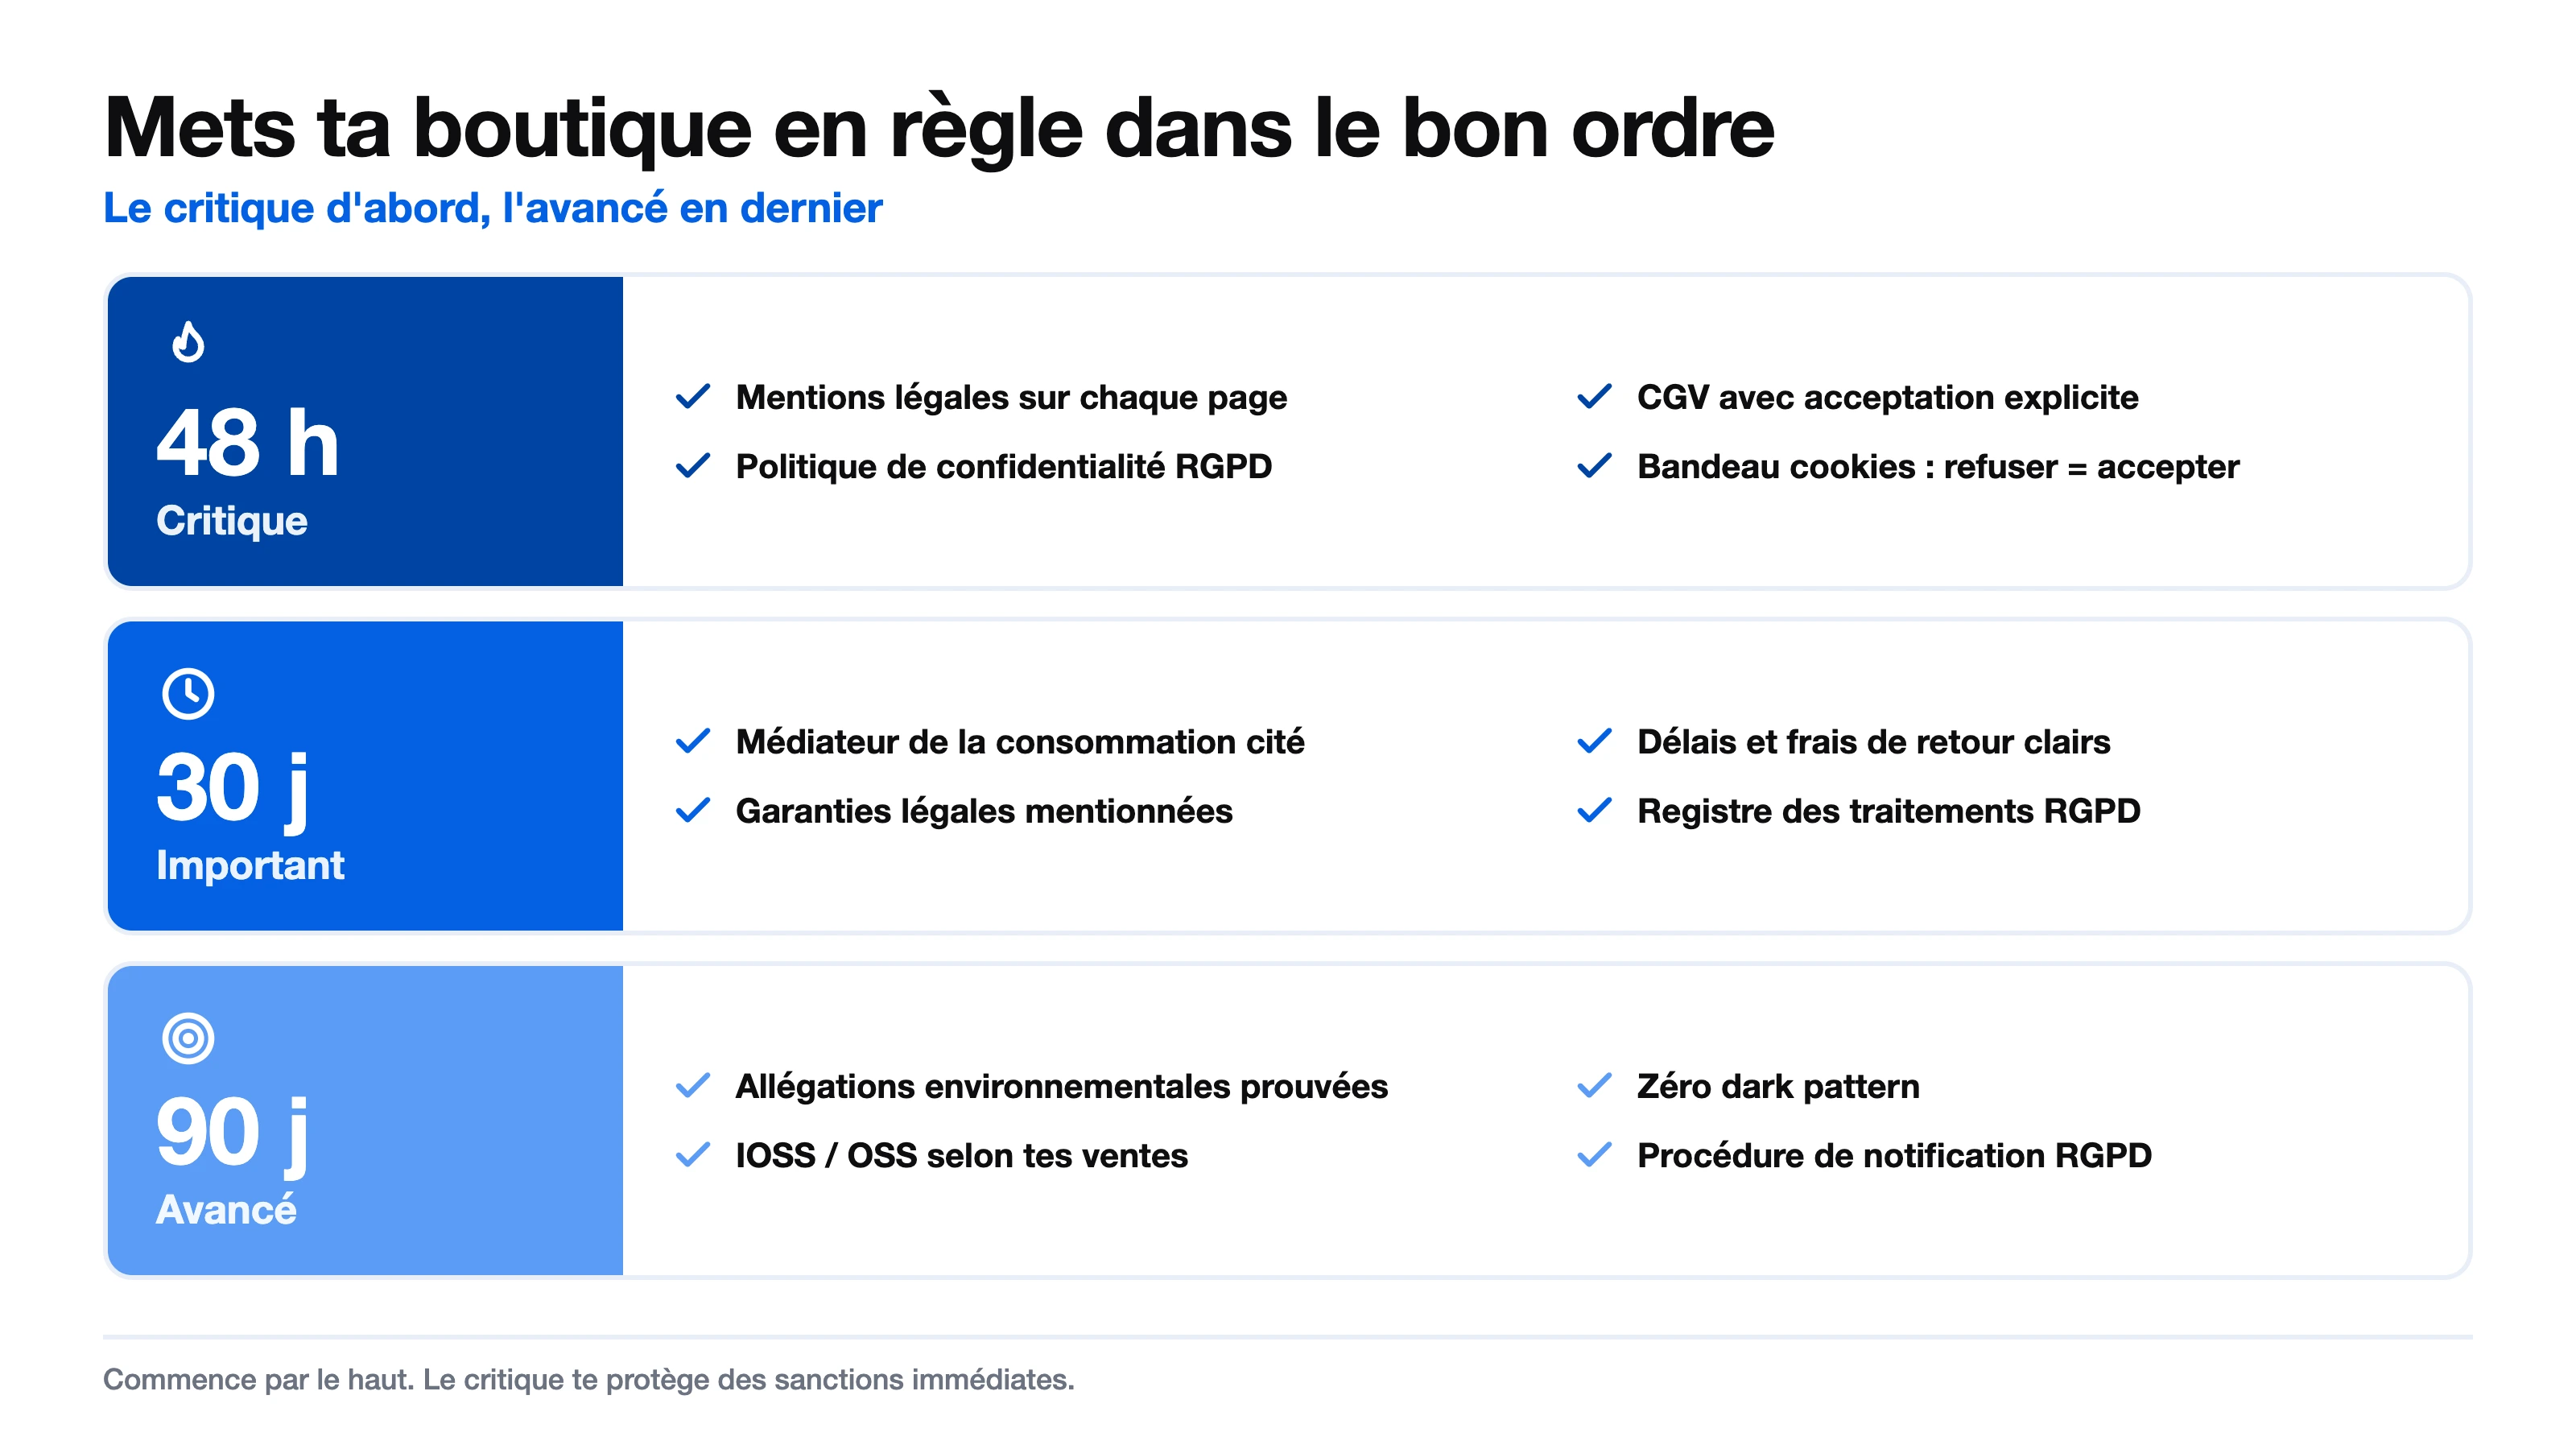 Mets ta boutique en règle dans le bon ordre
Le critique d'abord, l'avancé en dernier
48 h
Critique
Mentions légales sur chaque page
CGV avec acceptation explicite
Politique de confidentialité RGPD
Bandeau cookies : refuser = accepter
30 j
Important
Médiateur de la consommation cité
Délais et frais de retour clairs
Garanties légales mentionnées
Registre des traitements RGPD
90 j
Avancé
Allégations environnementales prouvées
Zéro dark pattern
IOSS / OSS selon tes ventes
Procédure de notification RGPD
Commence par le haut. Le critique te protège des sanctions immédiates.